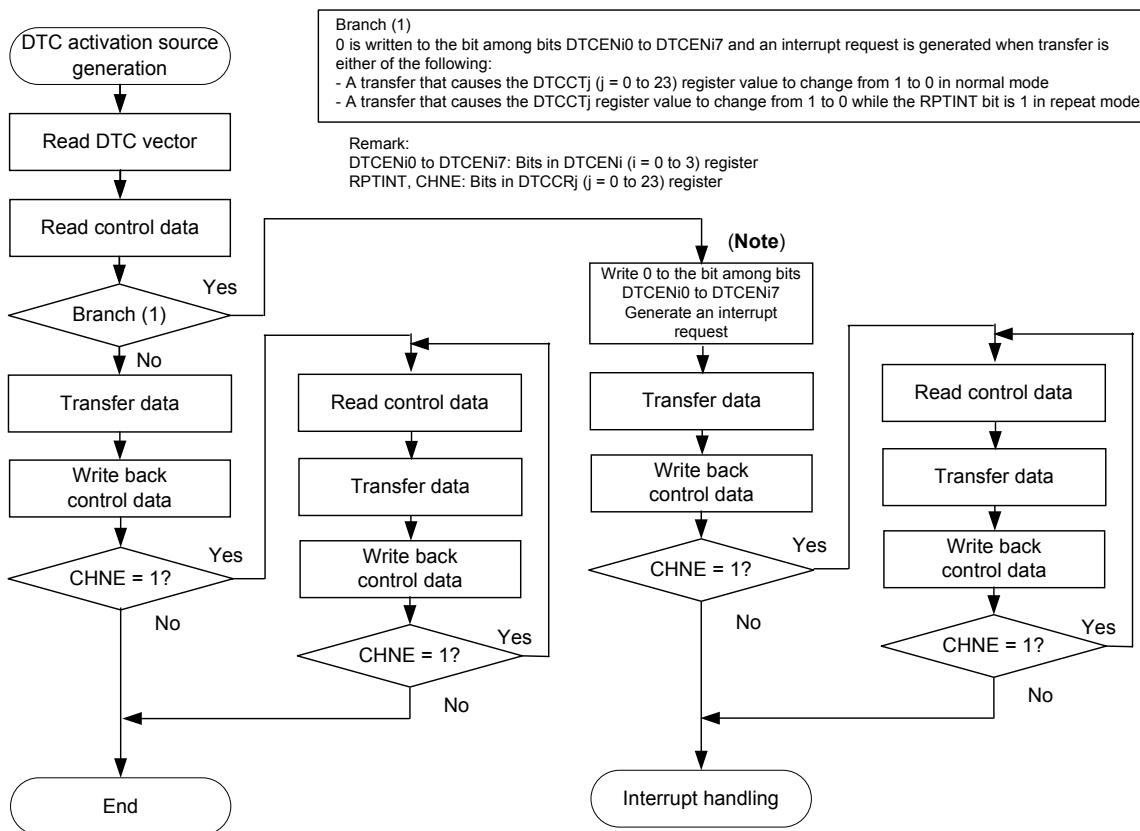 DTC activation source
generation
Read DTC vector
Read control data
Yes
Branch (1)
No
Transfer data
Write back
control data
Yes
CHNE = 1?
No
End
Read control data
Transfer data
Write back
control data
Yes
CHNE = 1?
No
Branch (1)
0 is written to the bit among bits DTCENi0 to DTCENi7 and an interrupt request is generated when transfer is
either of the following:
- A transfer that causes the DTCCTj (j = 0 to 23) register value to change from 1 to 0 in normal mode
- A transfer that causes the DTCCTj register value to change from 1 to 0 while the RPTINT bit is 1 in repeat mode
Remark:
DTCENi0 to DTCENi7: Bits in DTCENi (i = 0 to 3) register
RPTINT, CHNE: Bits in DTCCRj (j = 0 to 23) register
(Note)
Write 0 to the bit among bits
DTCENi0 to DTCENi7
Generate an interrupt
request
Transfer data
Write back
control data
Yes
CHNE = 1?
No
Interrupt handling
Read control data
Transfer data
Write back
control data
Yes
CHNE = 1?
No